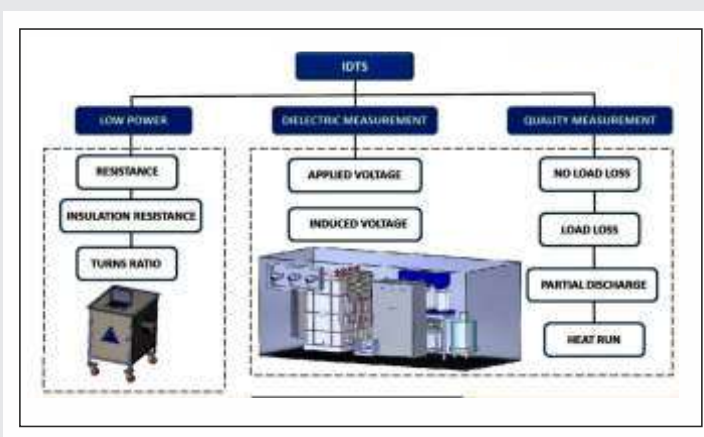 IDTS
LOW POWER
DIELECTRIC MEASUREMENT
QUALITY MEASUREMENT
RESISTANCE
INSULATION RESISTANCE
TURNS RATIO
APPLIED VOLTAGE
INDUCED VOLTAGE
NO LOAD LOSS
LOAD LOSS
PARTIAL DISCHARGE
HEAT RUN